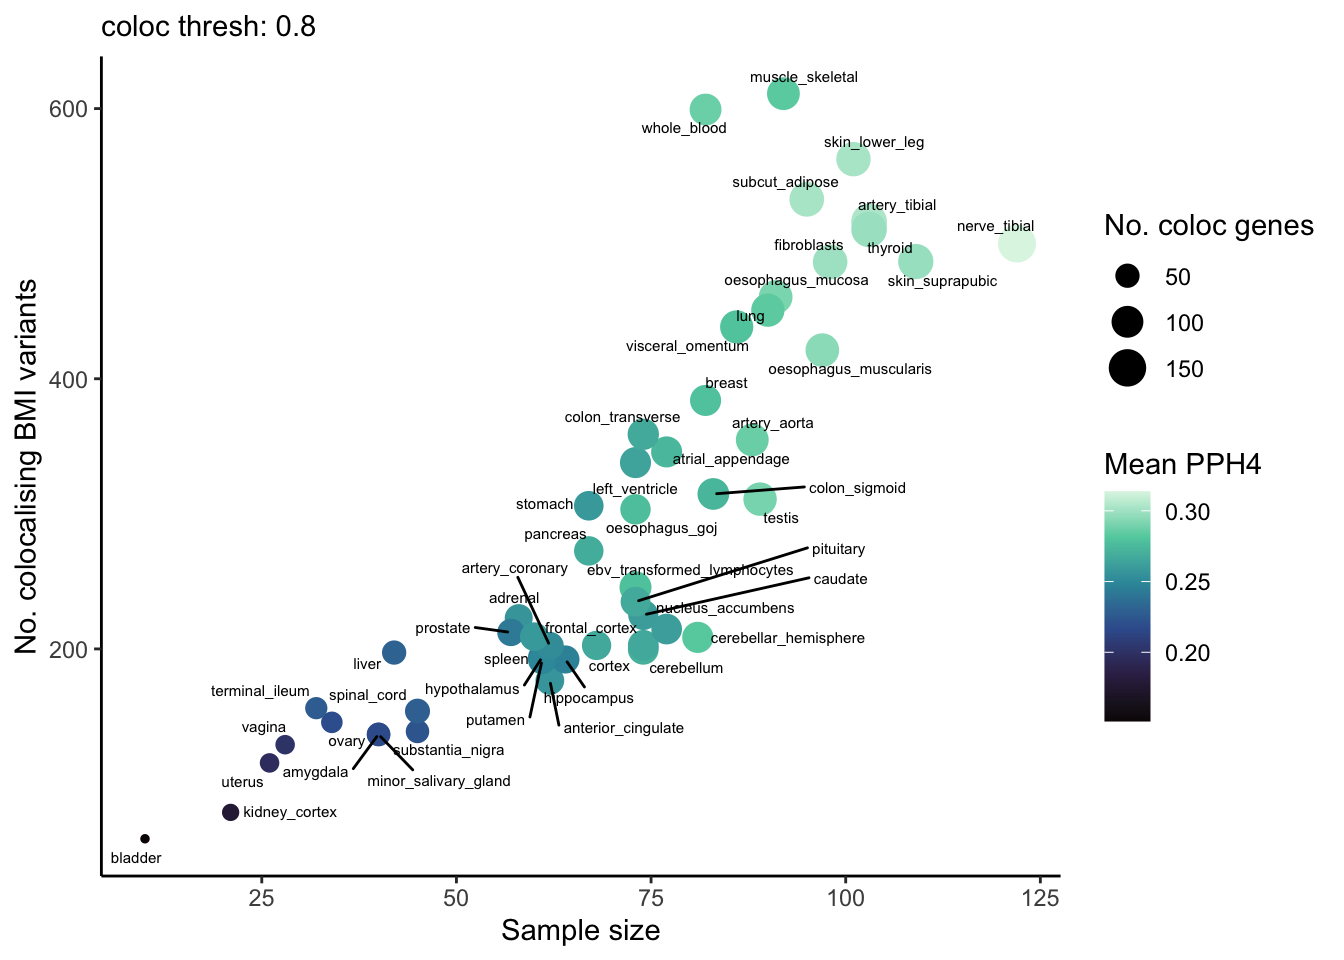 coloc thresh: 0.8
No. colocalising BMI variants
600
400
200
muscle_skeletal
whole_blood
skin_lower_leg
subcut_adipose
artery_tibial
nerve_tibial
fibroblasts
thyroid
oesophagus_mucosa
skin_suprapubic
lung
visceral_omentum
oesophagus_muscularis
breast
colon_transverse
artery_aorta
atrial_appendage
left_ventricle
colon_sigmoid
stomach
testis
oesophagus_goj
pancreas
pituitary
artery_coronary
ebv_transformed_lymphocytes
caudate
adrenal
nucleus_accumbens
prostate
frontal_cortex
cerebellar_hemisphere
liver
spleen
cortex
cerebellum
terminal_ileum
spinal_cord
hypothalamus
hippocampus
vagina
putamen
anterior_cingulate
ovary
substantia_nigra
uterus
amygdala
minor_salivary_gland
kidney_cortex
bladder
25
50
75
100
125
Sample size
No. coloc genes
50
100
150
Mean PPH4
0.30
0.25
0.20